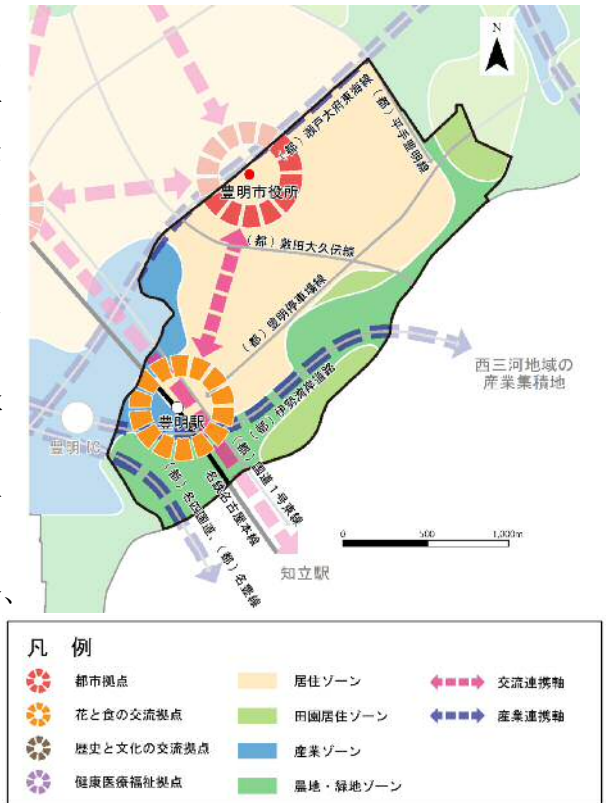 N
(都)瀬戸大府東海線
(都)平手豊明線
豊明市役所
(都)敷田大久伝線
(都)豊明停車場線
西三河地域の
産業集積地
(都)伊勢湾岸道路
豊明駅
豊明IC
(都)国道1号東線
名鉄名古屋本線
(都)名四国道、(都)名豊線
0 500 1,000m
知立駅
、
凡 例
都市拠点
居住ゾーン
交流連携軸
花と食の交流拠点
田園居住ゾーン
産業連携軸
歴史と文化の交流拠点
産業ゾーン
健康医療福祉拠点
農地・緑地ゾーン